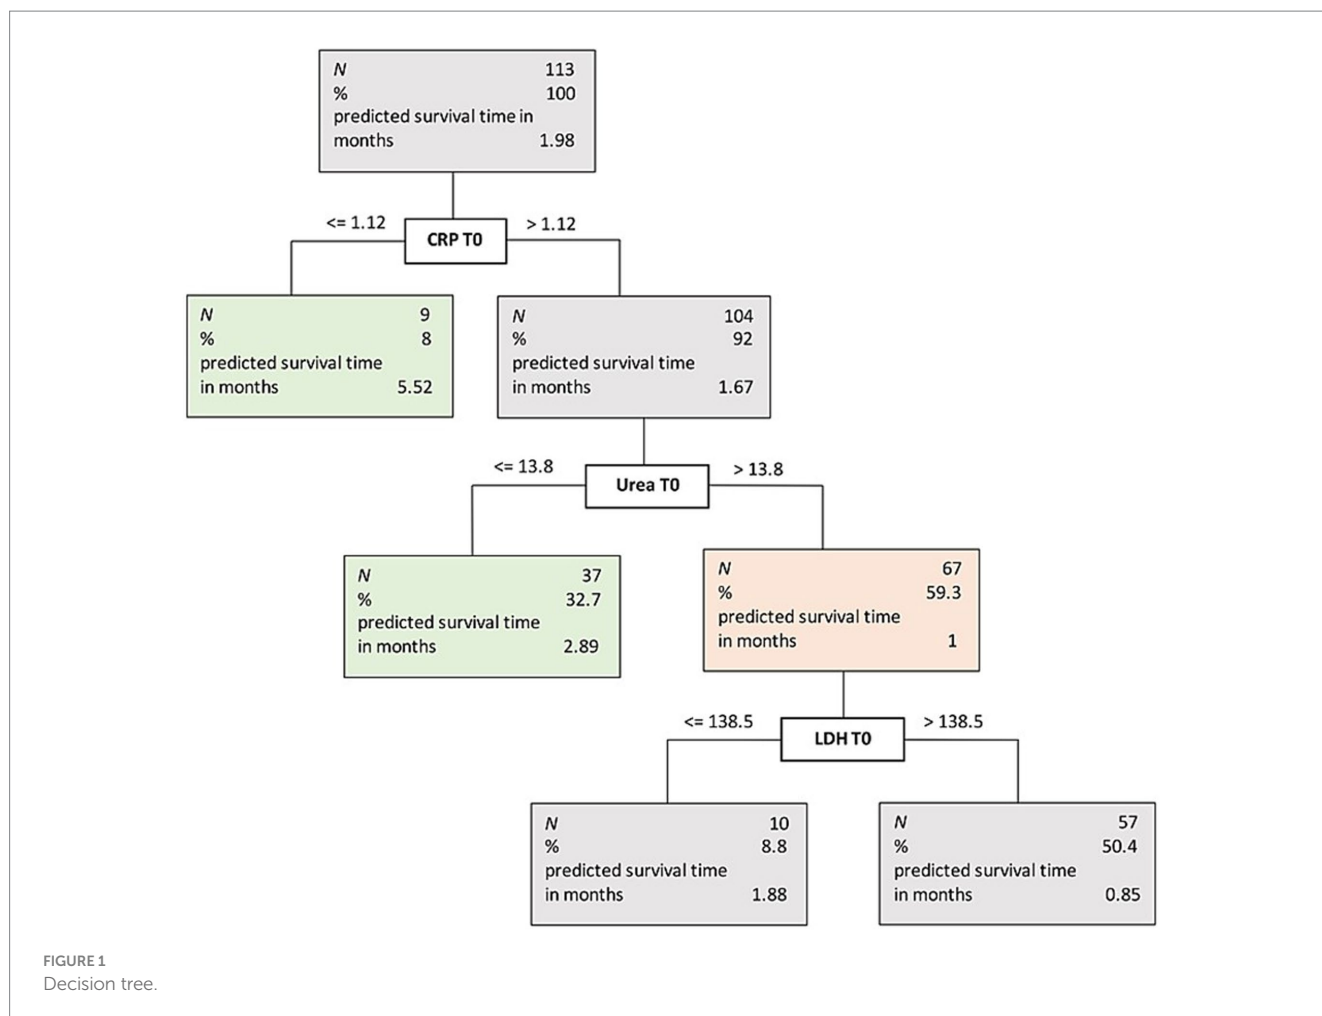 N 113
% 100
predicted survival time in
months 1.98
<= 1.12
> 1.12
CRP T0
N 9
% 8
predicted survival time
in months 5.52
N 104
% 92
predicted survival time
in months 1.67
<= 13.8
> 13.8
Urea T0
N 37
% 32.7
predicted survival time
in months 2.89
N 67
% 59.3
predicted survival time
in months 1
<= 138.5
> 138.5
LDH T0
N 10
% 8.8
predicted survival time
in months 1.88
N 57
% 50.4
predicted survival time
in months 0.85
FIGURE 1
Decision tree.